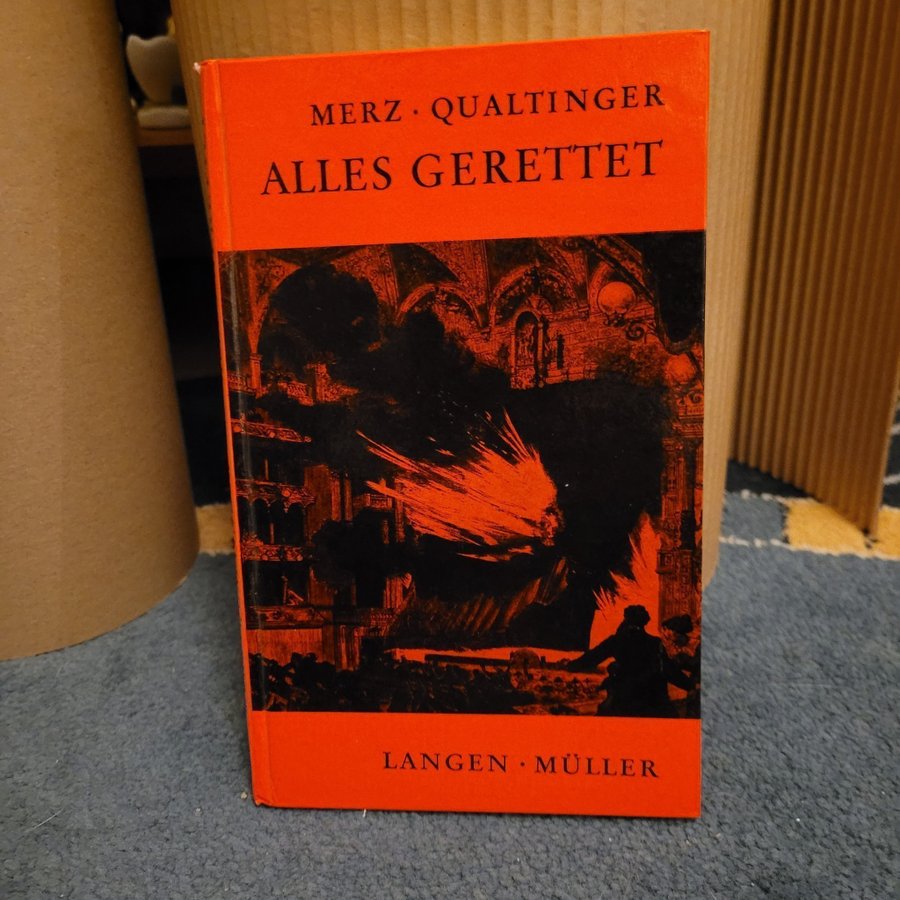 MERZ · QUALTINGER
ALLES GERETTET
LANGEN · MÜLLER